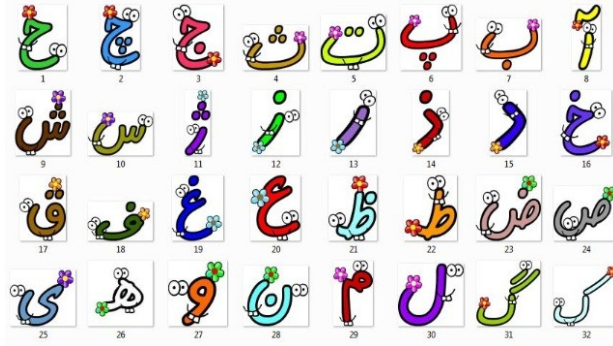 آ ب پ ت ث ج چ ح
1 2 3 4 5 6 7 8
خ د ذ ر ز ژ س ش
9 10 11 12 13 14 15 16
ص ض ط ظ ع غ ف ق
17 18 19 20 21 22 23 24
ک گ ل م ن و ه ی
25 26 27 28 29 30 31 32